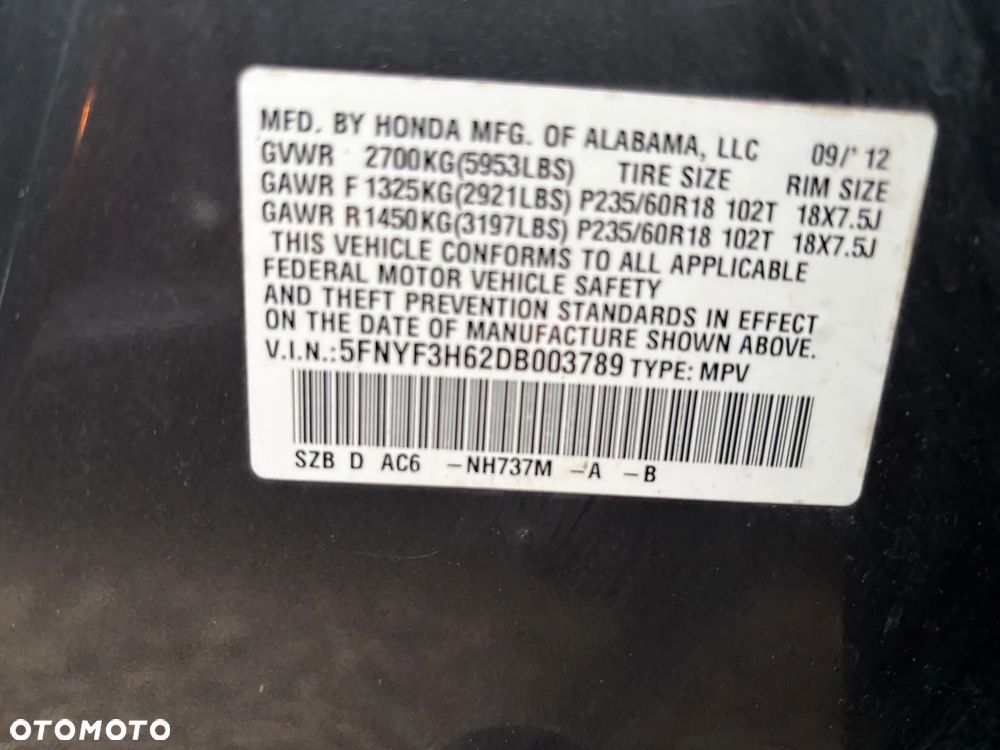 MFD. BY HONDA MFG. OF ALABAMA, LLC 09/' 12
GVWR 2700KG(5953LBS) TIRE SIZE RIM SIZE
GAWR F 1325KG(2921LBS) P235/60R18 102T 18X7.5J
GAWR R 1450KG(3197LBS) P235/60R18 102T 18X7.5J
THIS VEHICLE CONFORMS TO ALL APPLICABLE
FEDERAL MOTOR VEHICLE SAFETY
AND THEFT PREVENTION STANDARDS IN EFFECT
ON THE DATE OF MANUFACTURE SHOWN ABOVE.
V.I.N.:5FNYF3H62DB003789 TYPE: MPV
SZB D AC6 -NH737M -A -B
OTOMOTO